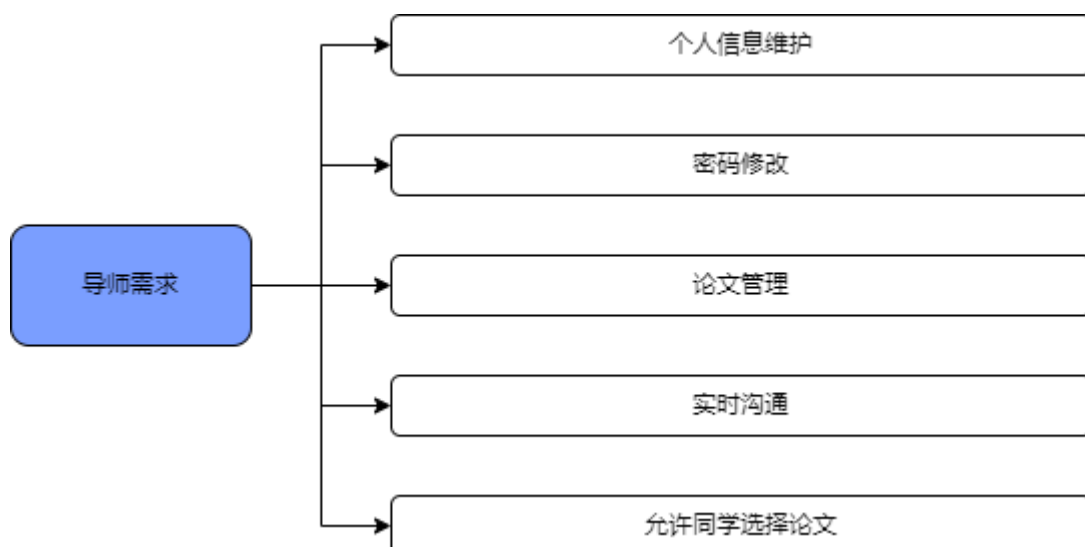 个人信息维护
密码修改
导师需求
论文管理
实时沟通
允许同学选择论文